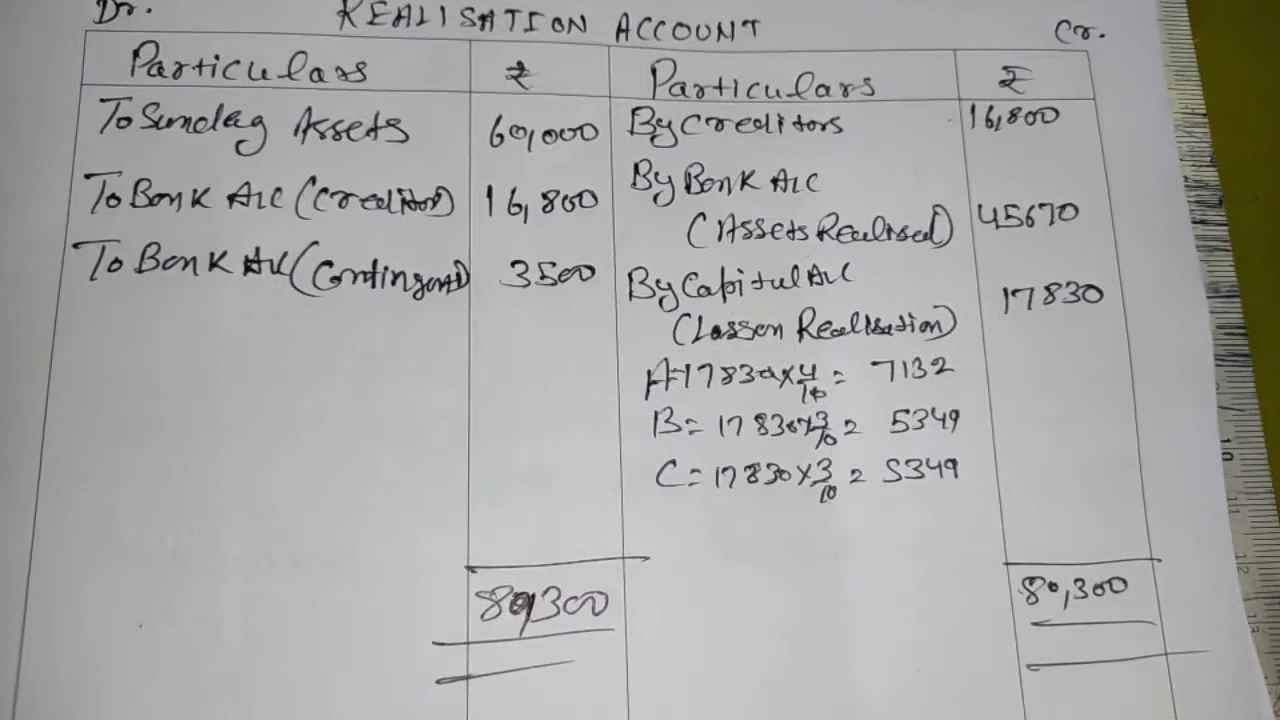 Dr. REALISATION ACCOUNT Cr.
Particulars ₹ Particulars ₹
To Sunday Assets 60,000 By Creditors 16,800
To Bank A/C (Creditors) 16,800 By Bank A/C
(Assets Realised) 45670
To Bank A/C (Contingent) 3500 By Capital A/C
(Loss on Realisation) 17830
A=17830×4/10= 7132
B= 17830×3/10= 5349
C=17830×3/10= 5349
80,300 80,300